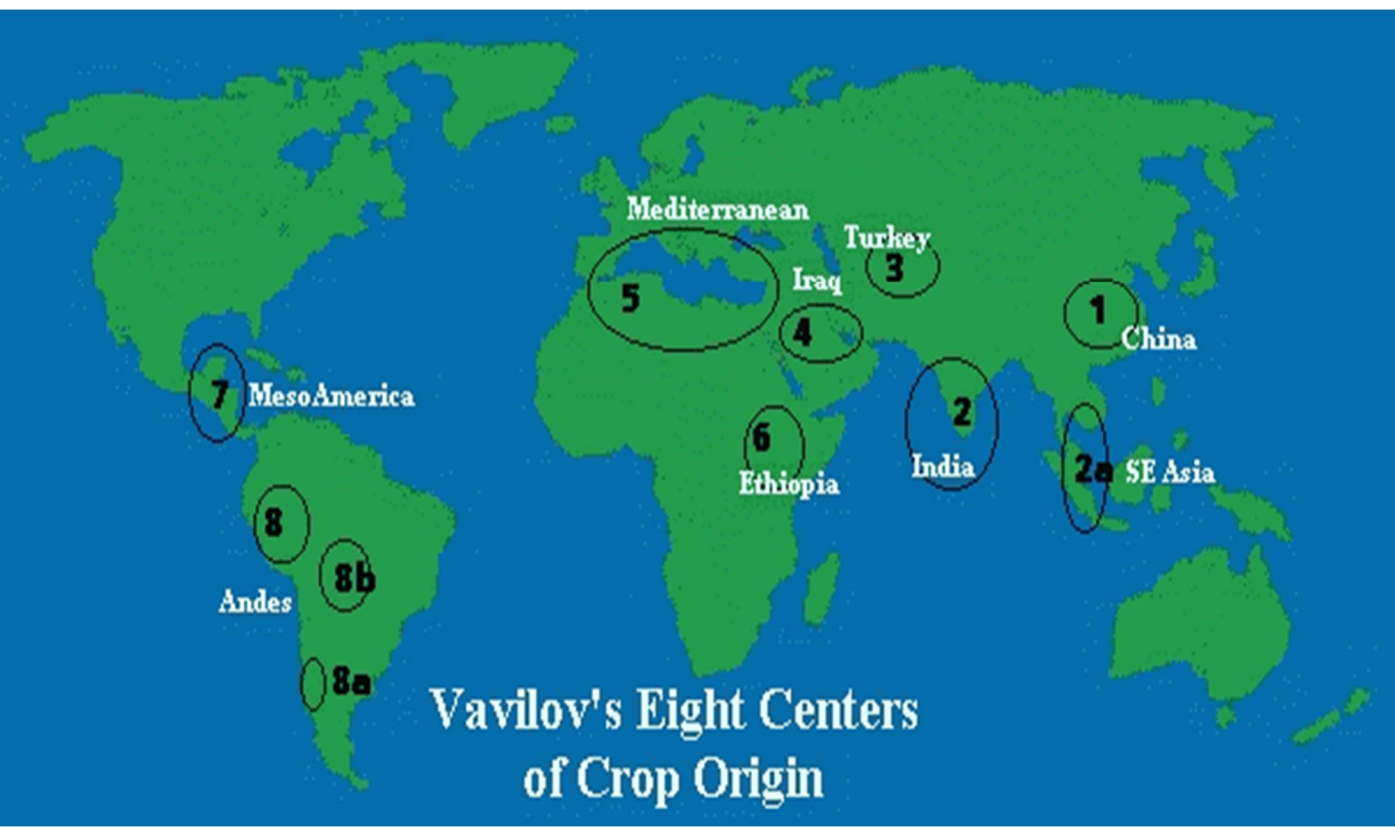 Mediterranean
Turkey
3
Iraq
5
4
1
China
7 MesoAmerica
2
6
India
Ethiopia
2a SE Asia
8
8b
Andes
8a
Vavilov's Eight Centers
of Crop Origin